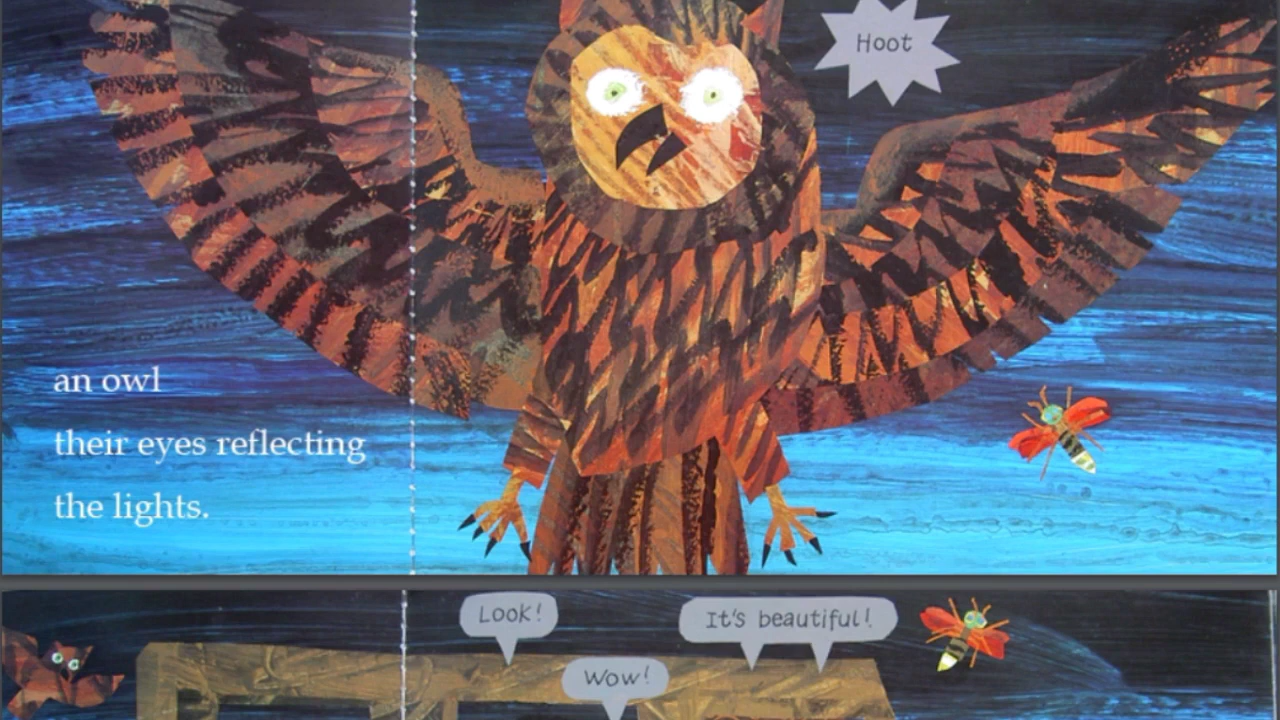 Hoot
an owl
their eyes reflecting
the lights.
Look!
It's beautiful!
Wow!